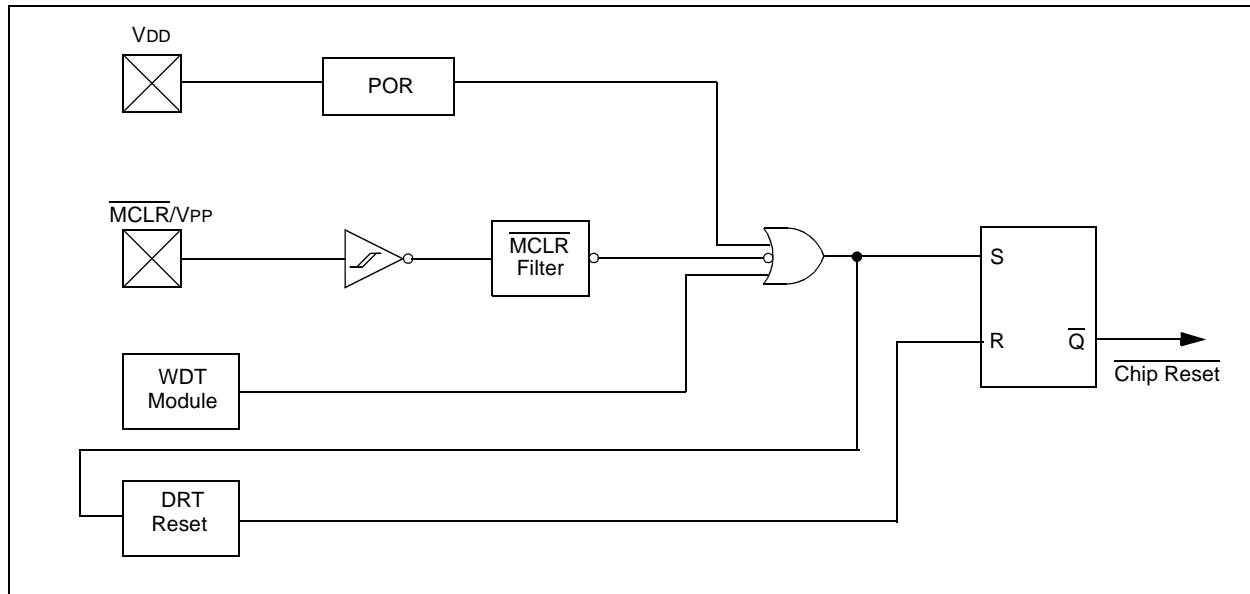 VDD
POR
MCLR/VPP
MCLR
Filter
S
R
Q
WDT
Module
Chip Reset
DRT
Reset